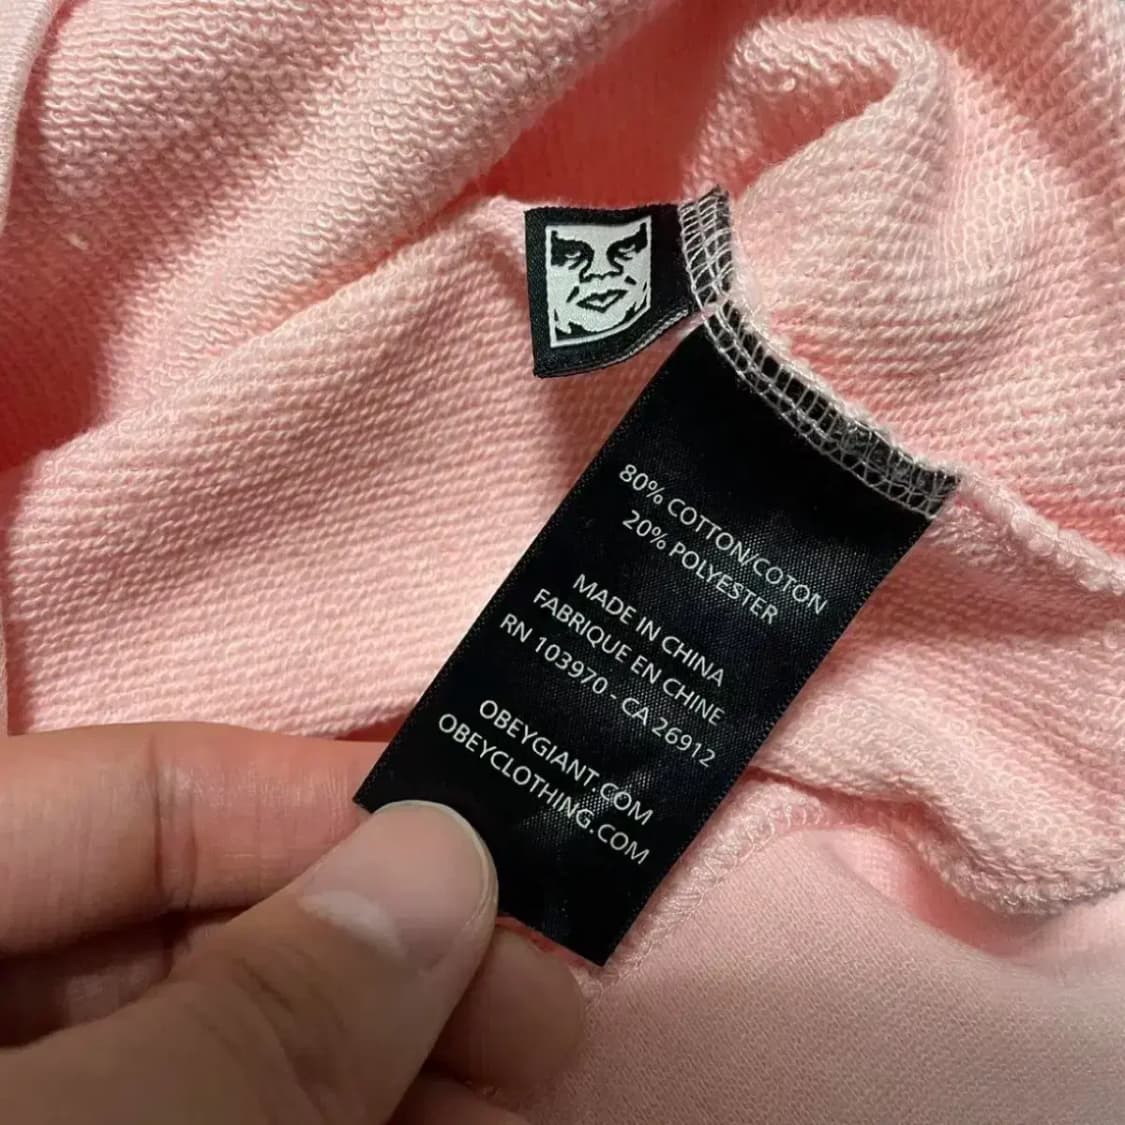 80% COTTON/COTON
20% POLYESTER
MADE IN CHINA
FABRIQUE EN CHINE
RN 103970 - CA 26912
OBEYGIANT.COM
OBEYCLOTHING.COM